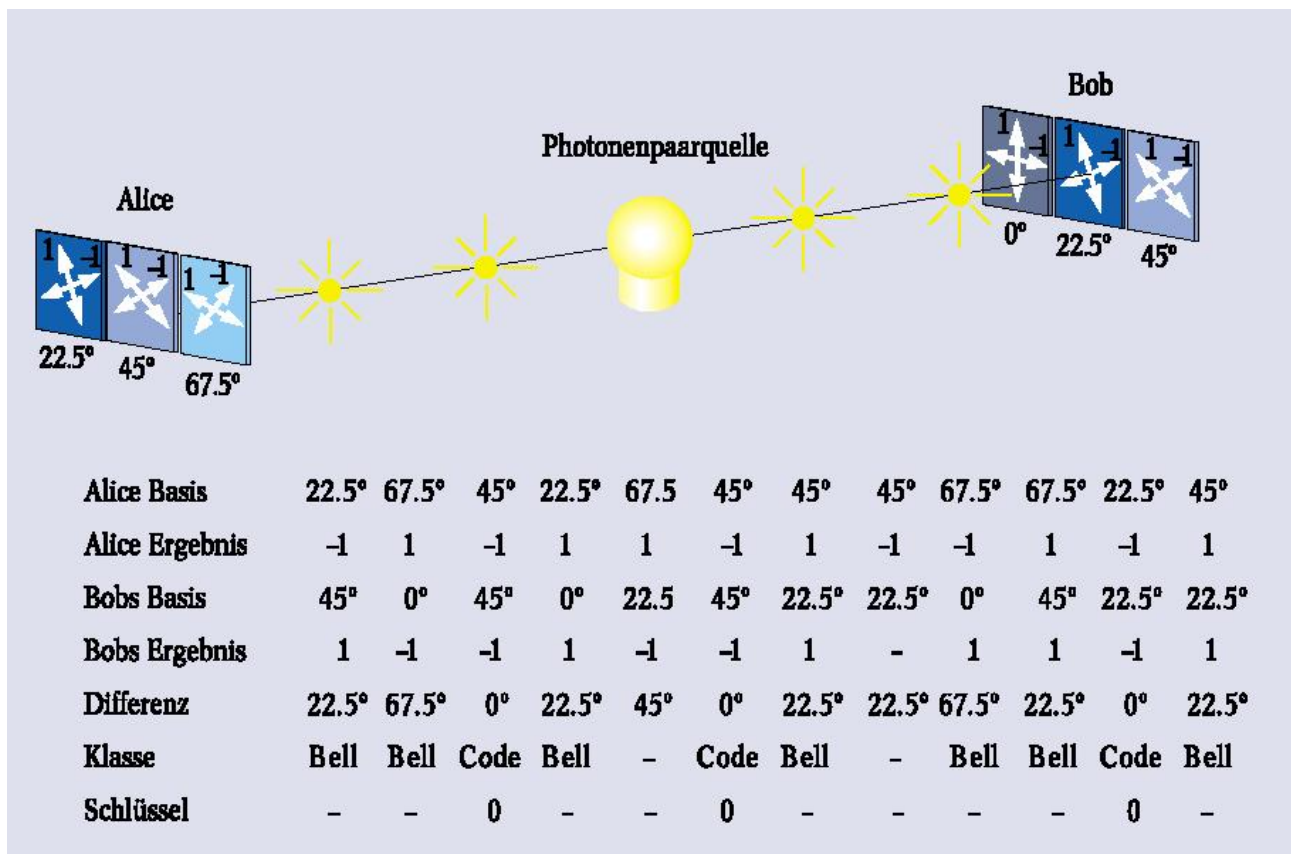 Bob
1 -1 1 -1 1 -1
Photonenpaarquelle
0° 22.5° 45°
Alice
1 -1 1 -1 1 -1
22.5° 45° 67.5°
Alice Basis 22.5° 67.5° 45° 22.5° 67.5 45° 45° 45° 67.5° 67.5° 22.5° 45°
Alice Ergebnis –1 1 –1 1 1 –1 1 –1 –1 1 –1 1
Bobs Basis 45° 0° 45° 0° 22.5 45° 22.5° 22.5° 0° 45° 22.5° 22.5°
Bobs Ergebnis 1 –1 –1 1 –1 –1 1 – 1 1 –1 1
Differenz 22.5° 67.5° 0° 22.5° 45° 0° 22.5° 22.5° 67.5° 22.5° 0° 22.5°
Klasse Bell Bell Code Bell – Code Bell – Bell Bell Code Bell
Schlüssel – – 0 – – 0 – – – – 0 –